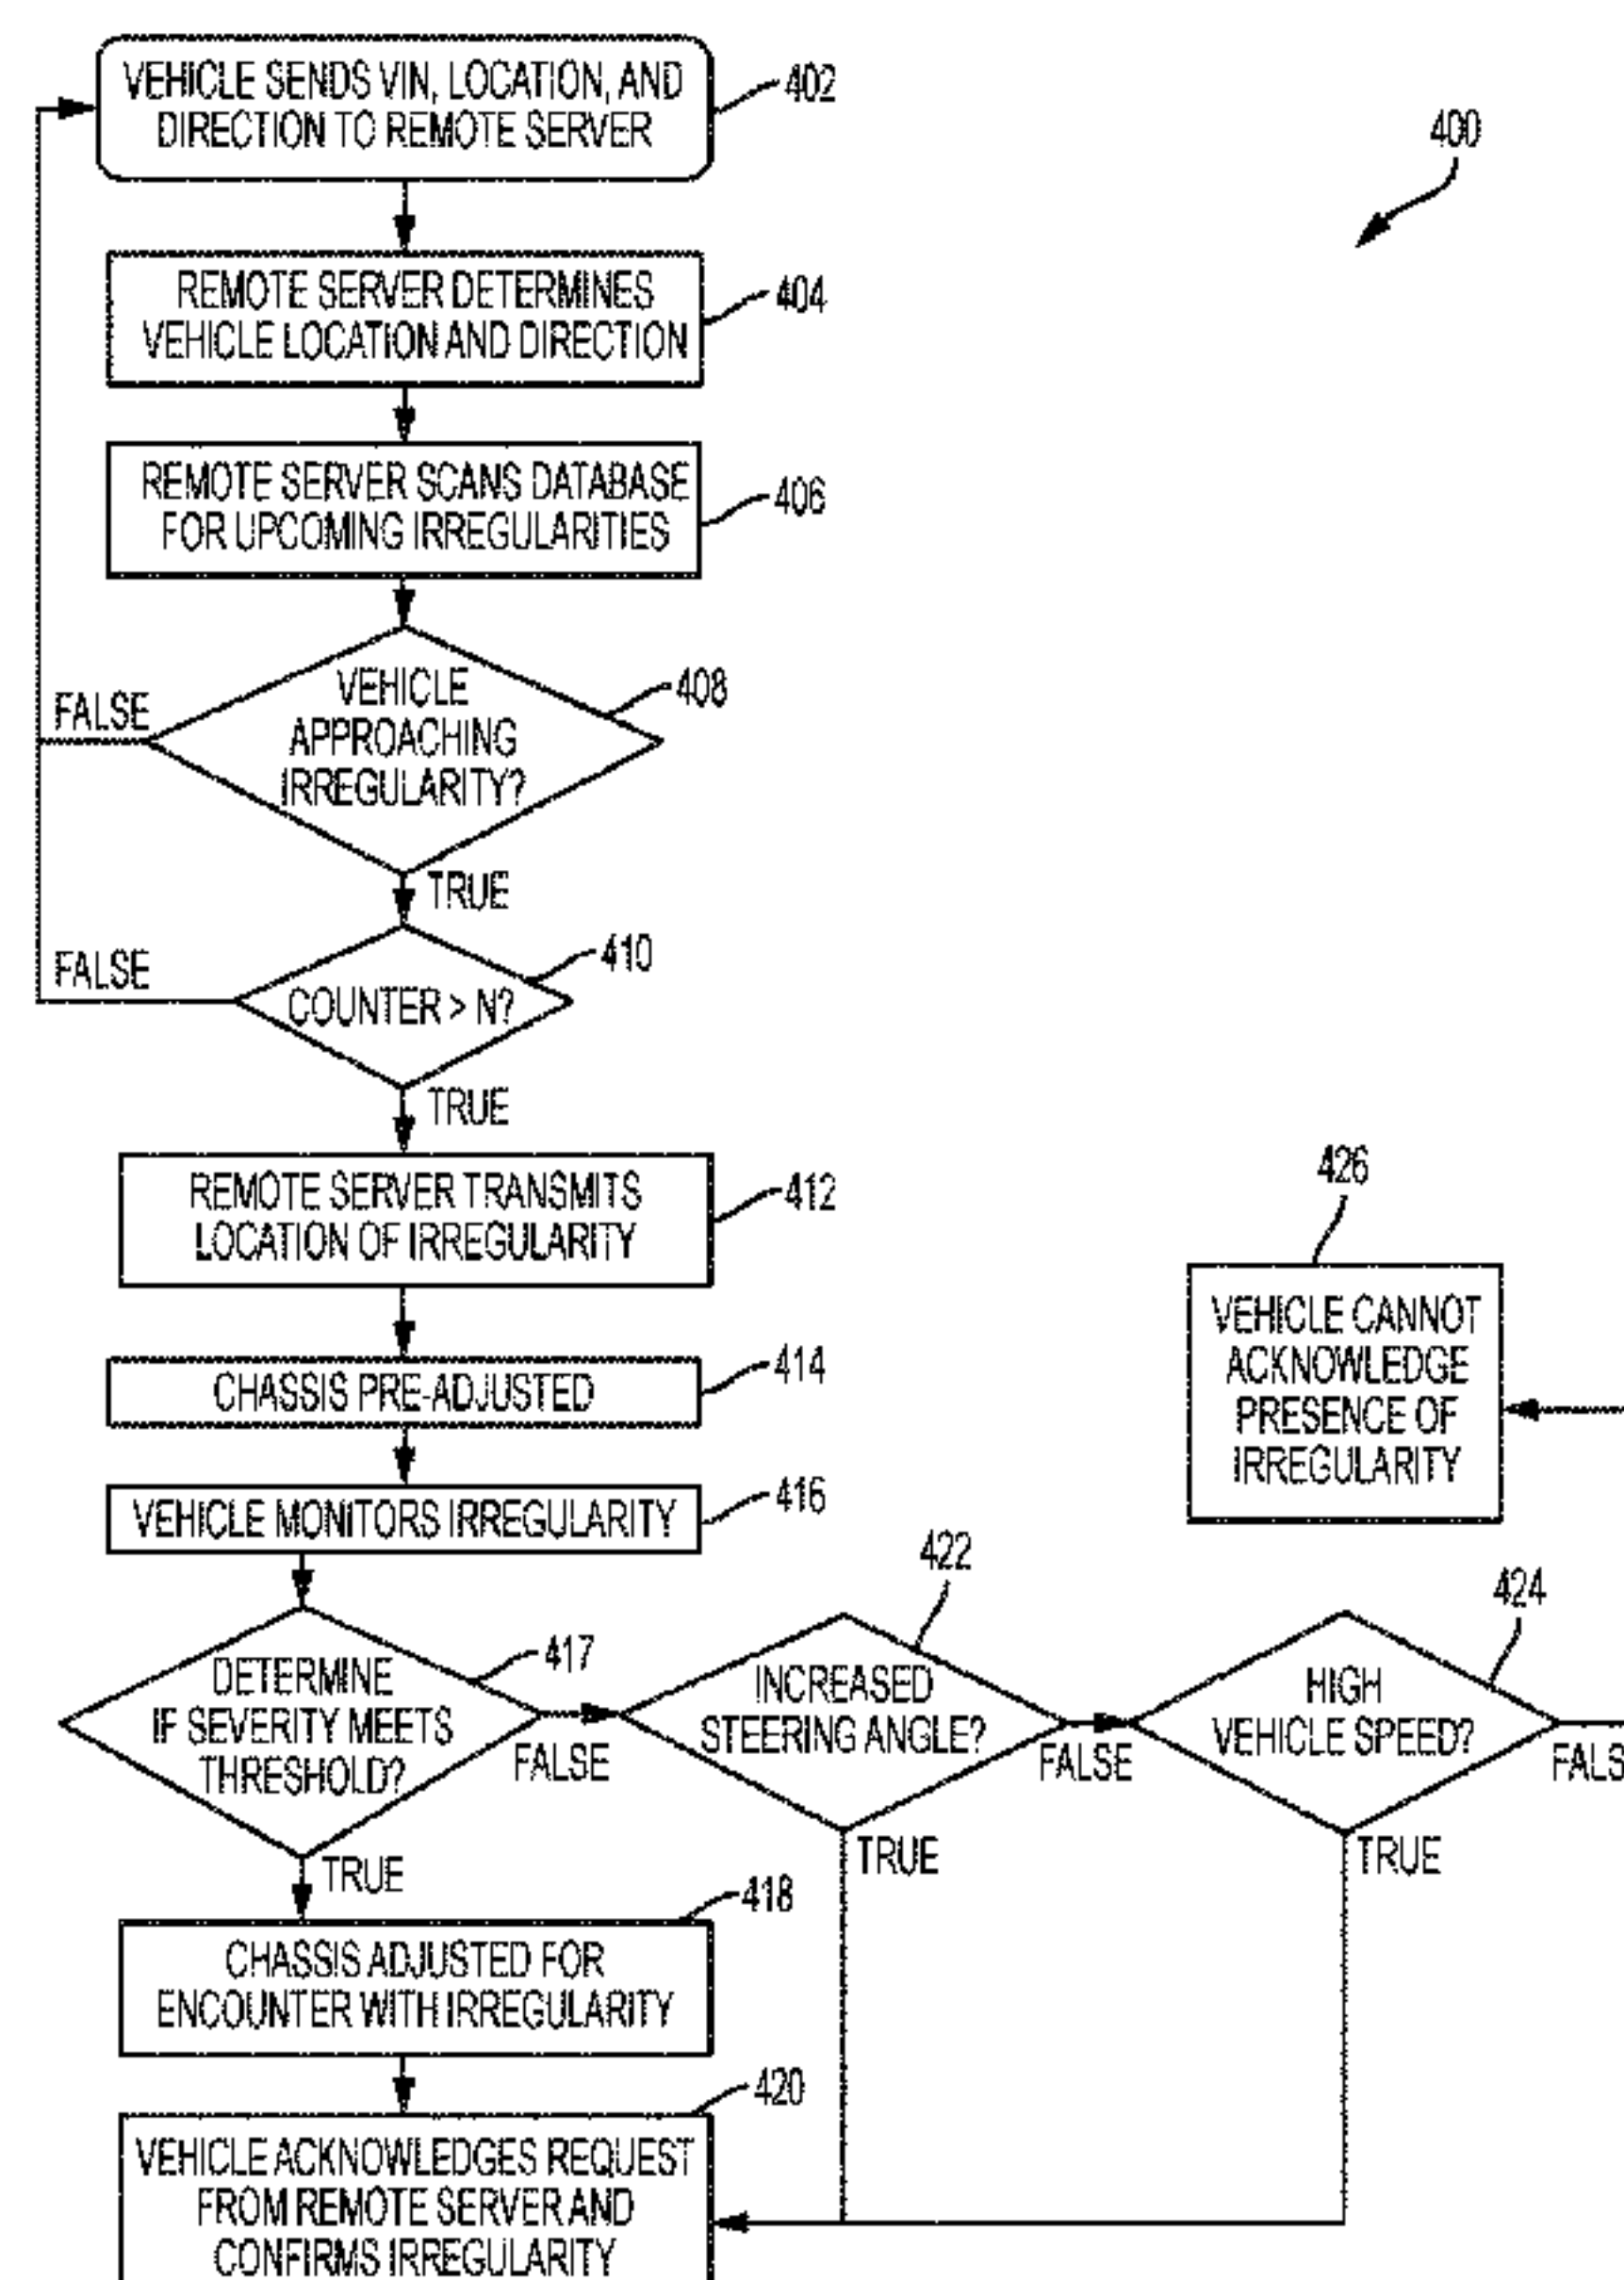 VEHICLE SENDS VIN, LOCATION, AND
DIRECTION TO REMOTE SERVER
402
400
REMOTE SERVER DETERMINES
VEHICLE LOCATION AND DIRECTION
404
REMOTE SERVER SCANS DATABASE
FOR UPCOMING IRREGULARITIES
406
VEHICLE
APPROACHING
IRREGULARITY?
408
FALSE
TRUE
COUNTER > N?
410
FALSE
TRUE
REMOTE SERVER TRANSMITS
LOCATION OF IRREGULARITY
412
CHASSIS PRE-ADJUSTED
414
VEHICLE MONITORS IRREGULARITY
416
426
VEHICLE CANNOT
ACKNOWLEDGE
PRESENCE OF
IRREGULARITY
DETERMINE
IF SEVERITY MEETS
THRESHOLD?
417
FALSE
TRUE
422
INCREASED
STEERING ANGLE?
FALSE
TRUE
424
HIGH
VEHICLE SPEED?
FALS
TRUE
418
CHASSIS ADJUSTED FOR
ENCOUNTER WITH IRREGULARITY
420
VEHICLE ACKNOWLEDGES REQUEST
FROM REMOTE SERVER AND
CONFIRMS IRREGULARITY